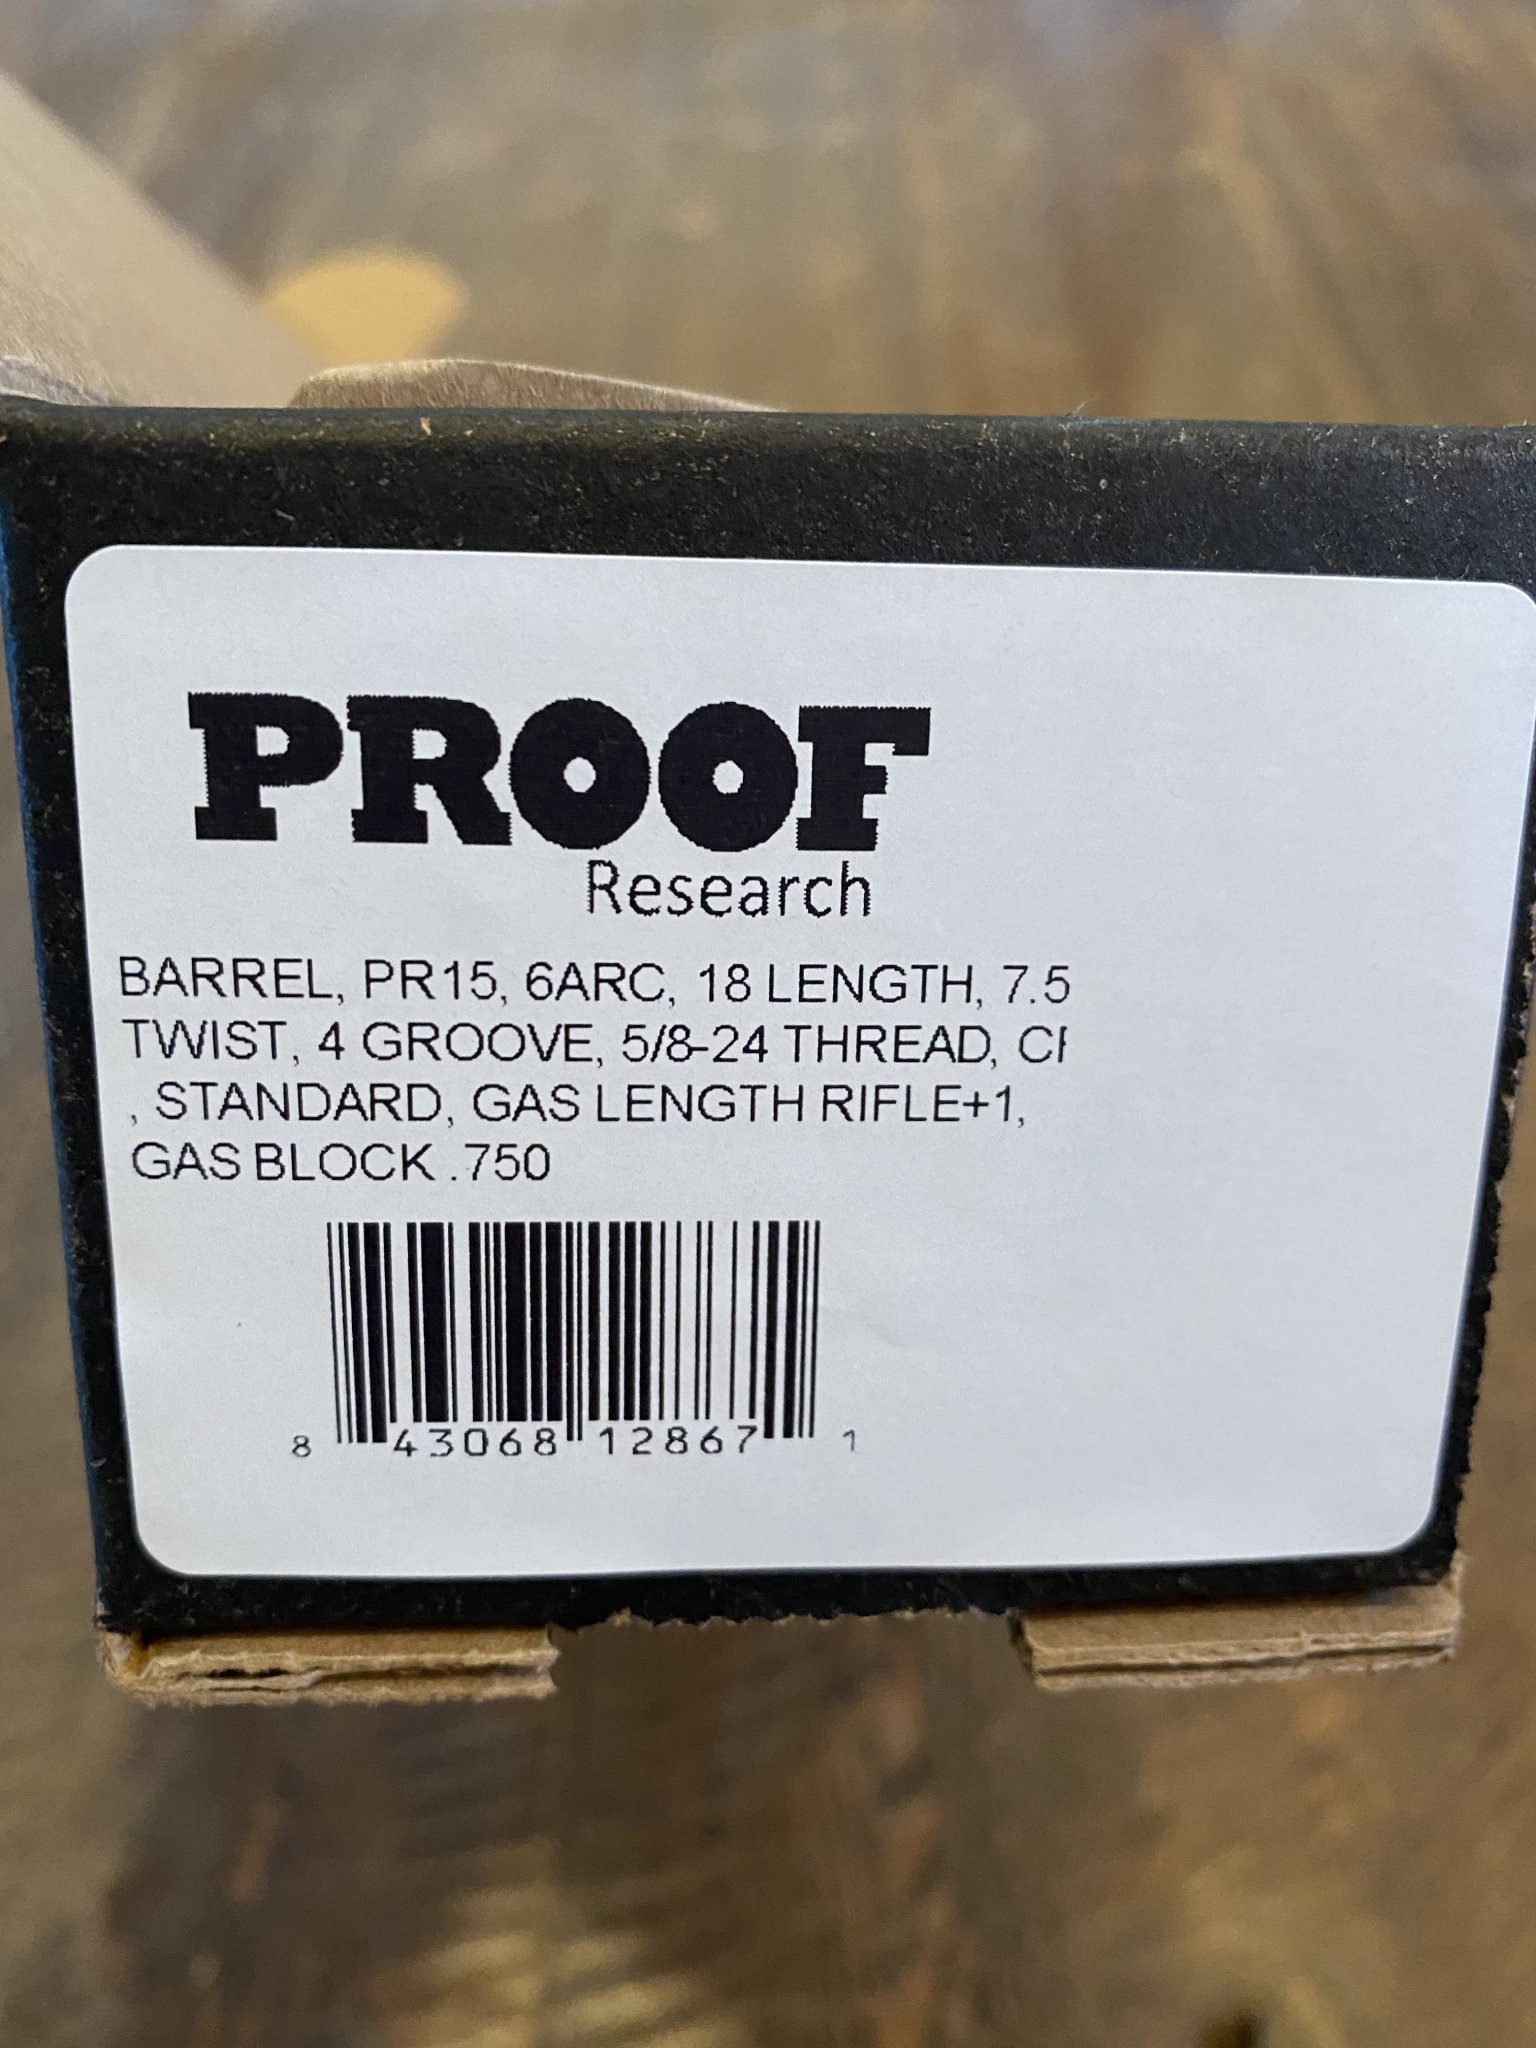 PROOF
Research
BARREL, PR15, 6ARC, 18 LENGTH, 7.5
TWIST, 4 GROOVE, 5/8-24 THREAD,
, STANDARD, GAS LENGTH RIFLE+1,
GAS BLOCK .750
8 43068 12867 1